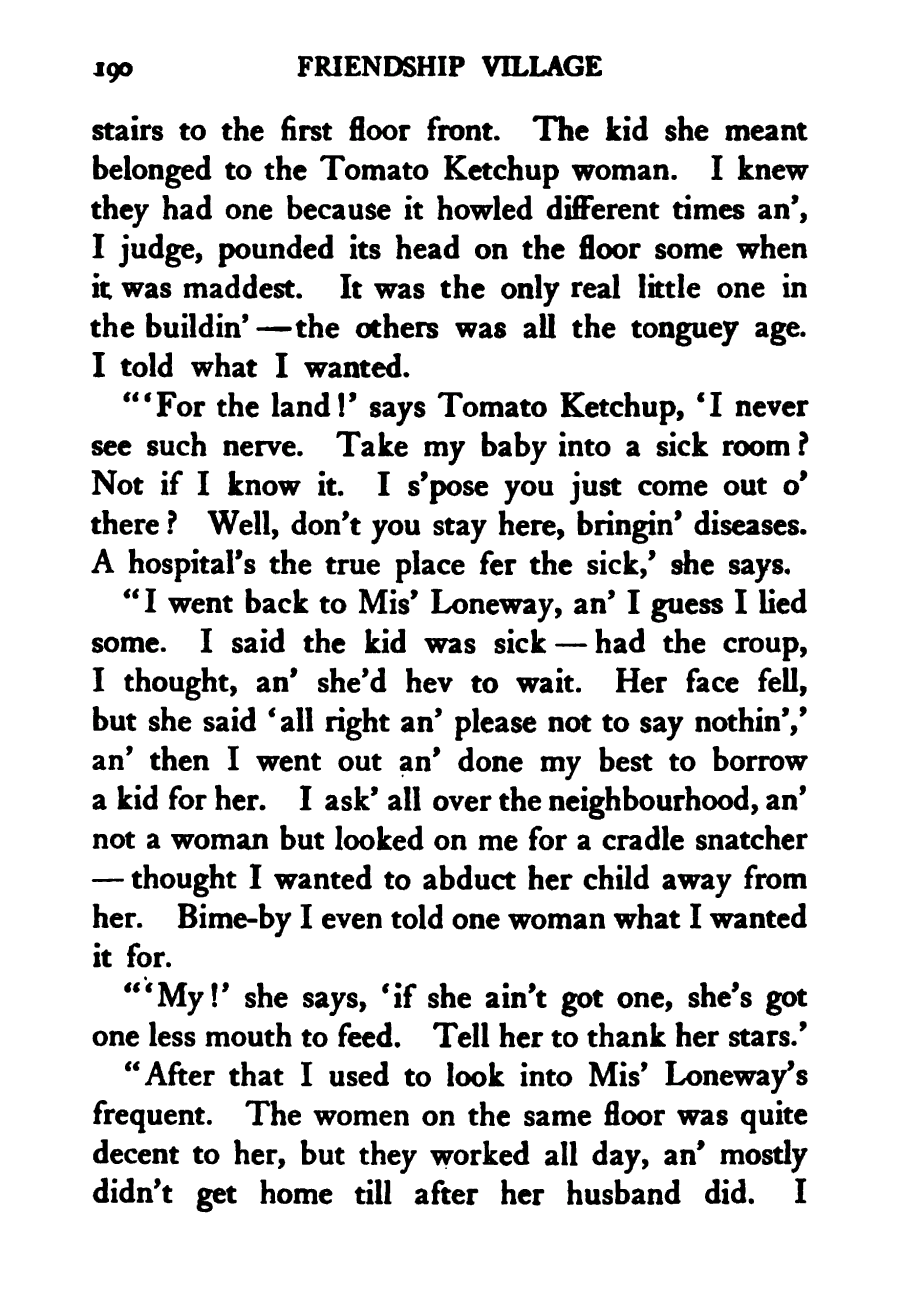 190 FRIENDSHIP VILLAGE
stairs to the first floor front. The kid she meant
belonged to the Tomato Ketchup woman. I knew
they had one because it howled different times an',
I judge, pounded its head on the floor some when
it was maddest. It was the only real little one in
the buildin' — the others was all the tonguey age.
I told what I wanted.
"'For the land!' says Tomato Ketchup, 'I never
see such nerve. Take my baby into a sick room?
Not if I know it. I s'pose you just come out o'
there? Well, don't you stay here, bringin' diseases.
A hospital's the true place fer the sick,' she says.
"I went back to Mis' Loneway, an' I guess I lied
some. I said the kid was sick — had the croup,
I thought, an' she'd hev to wait. Her face fell,
but she said 'all right an' please not to say nothin','
an' then I went out an' done my best to borrow
a kid for her. I ask' all over the neighbourhood, an'
not a woman but looked on me for a cradle snatcher
— thought I wanted to abduct her child away from
her. Bime-by I even told one woman what I wanted
it for.
"'My!' she says, 'if she ain't got one, she's got
one less mouth to feed. Tell her to thank her stars.'
"After that I used to look into Mis' Loneway's
frequent. The women on the same floor was quite
decent to her, but they worked all day, an' mostly
didn't get home till after her husband did. I